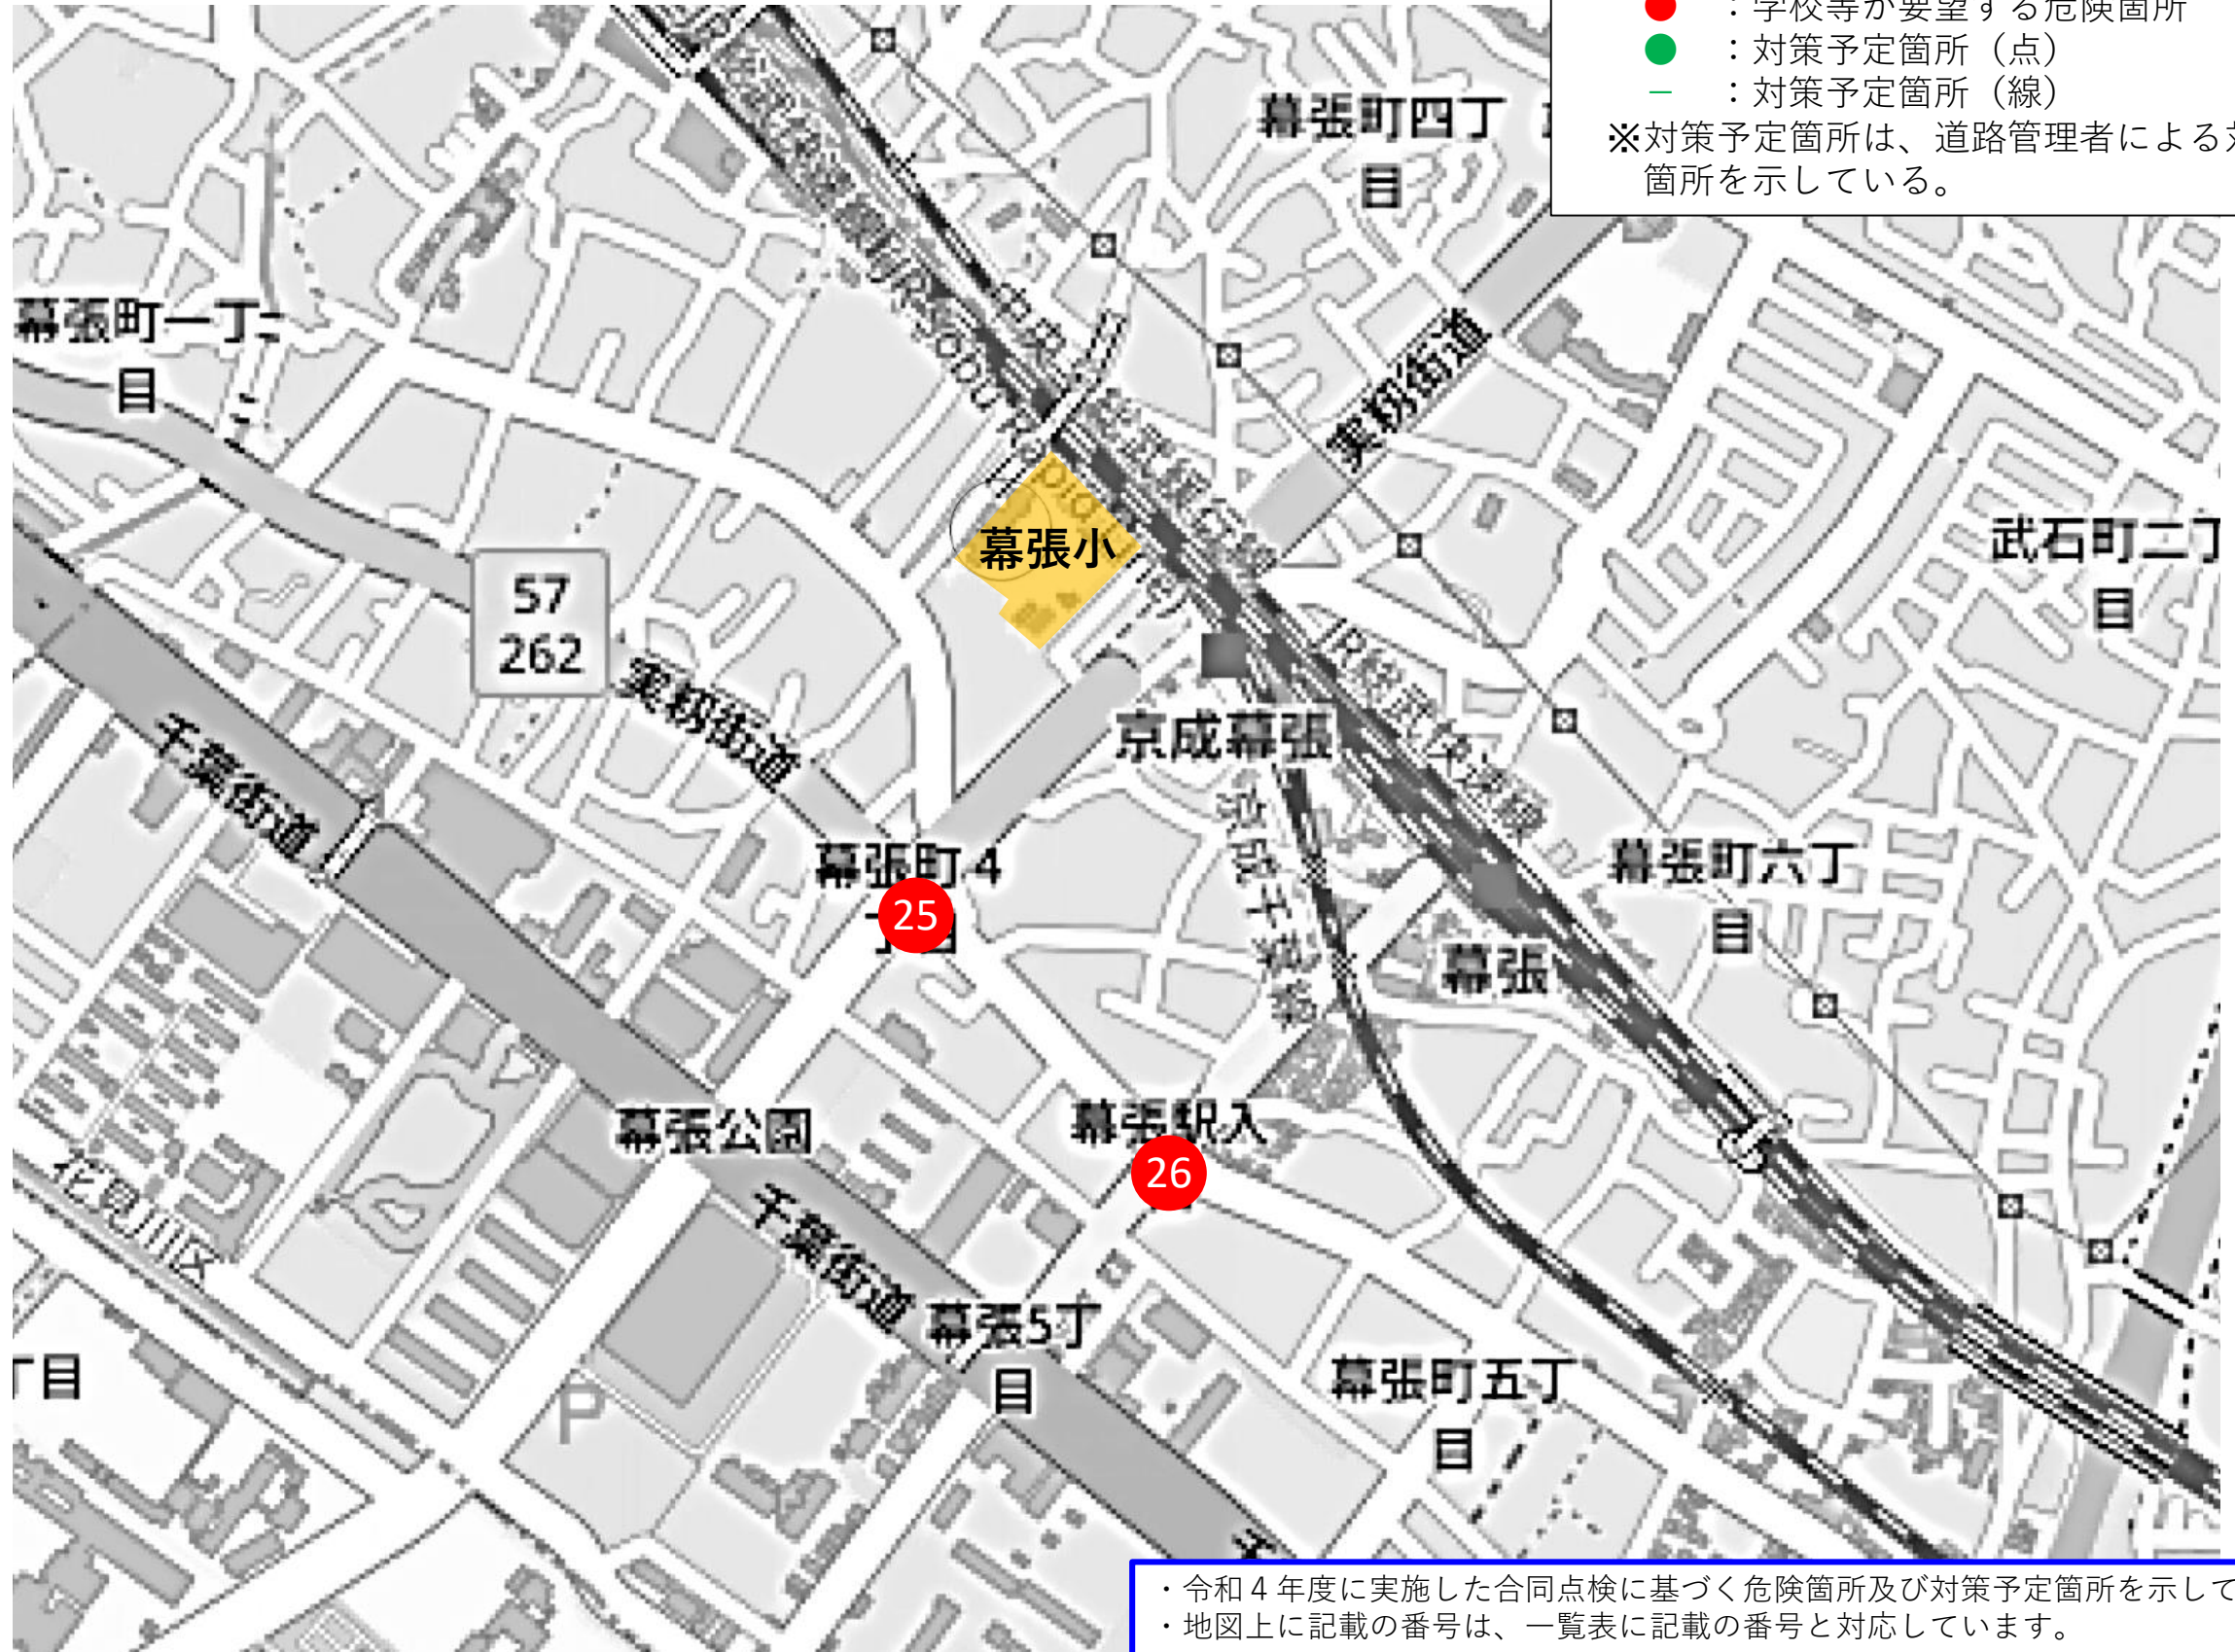 ：学校等が要望する危険箇所
：対策予定箇所（点）
：対策予定箇所（線）
※対策予定箇所は、道路管理者による
箇所を示している。
幕張町四丁
目
幕張町一丁
目
中央
実籾街道
幕張小
武石町二丁
目
57
262
実籾街道
JR総武快速線
京成幕張
千葉街道
京成千葉線
幕張町４
25
幕張町六丁
目
幕張
幕張公園
幕張駅入
26
花見川区
千葉街道
幕張5丁
目
丁目
P
幕張町五丁
目
・令和４年度に実施した合同点検に基づく危険箇所及び対策予定箇所を示して
・地図上に記載の番号は、一覧表に記載の番号と対応しています。